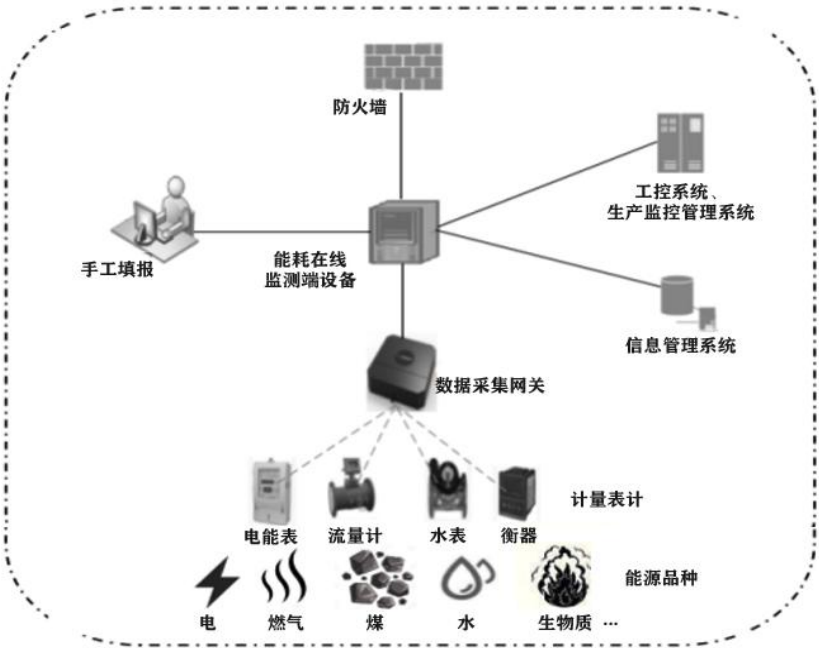 防火墙
工控系统、
生产监控管理系统
手工填报
能耗在线
监测端设备
信息管理系统
数据采集网关
计量表计
电能表 流量计 水表 衡器
能源品种
电 燃气 煤 水 生物质 …